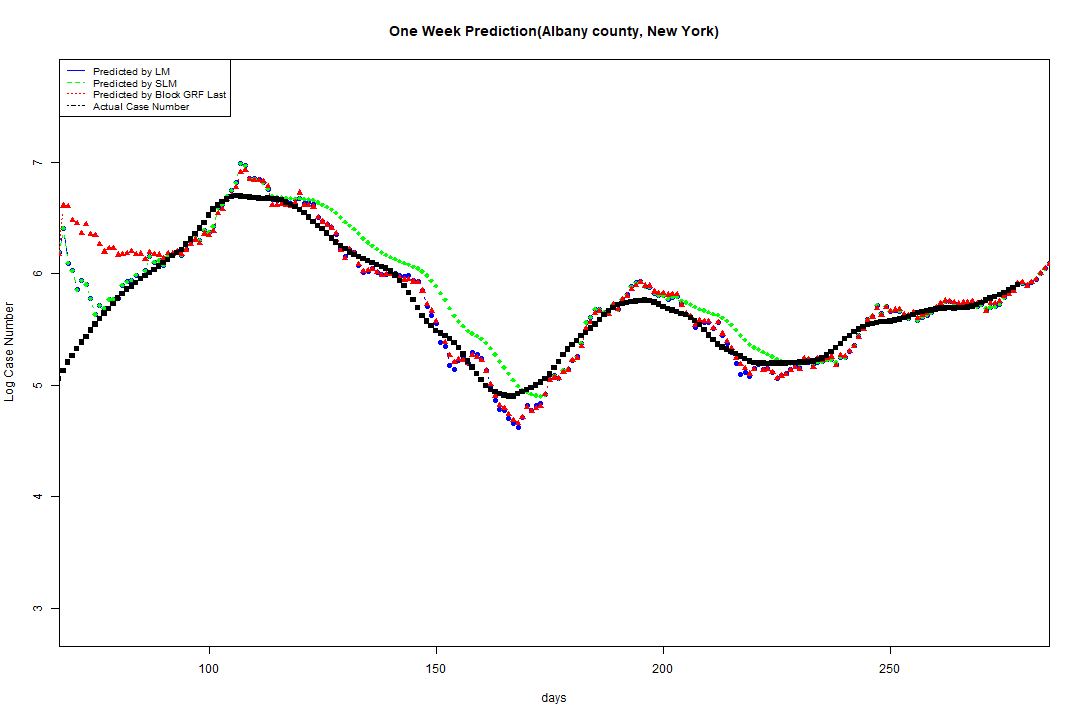 One Week Prediction(Albany county, New York)
Predicted by LM
Predicted by SLM
Predicted by Block GRF Last
Actual Case Number
7
6
5
4
3
Log Case Number
100 150 200 250
days